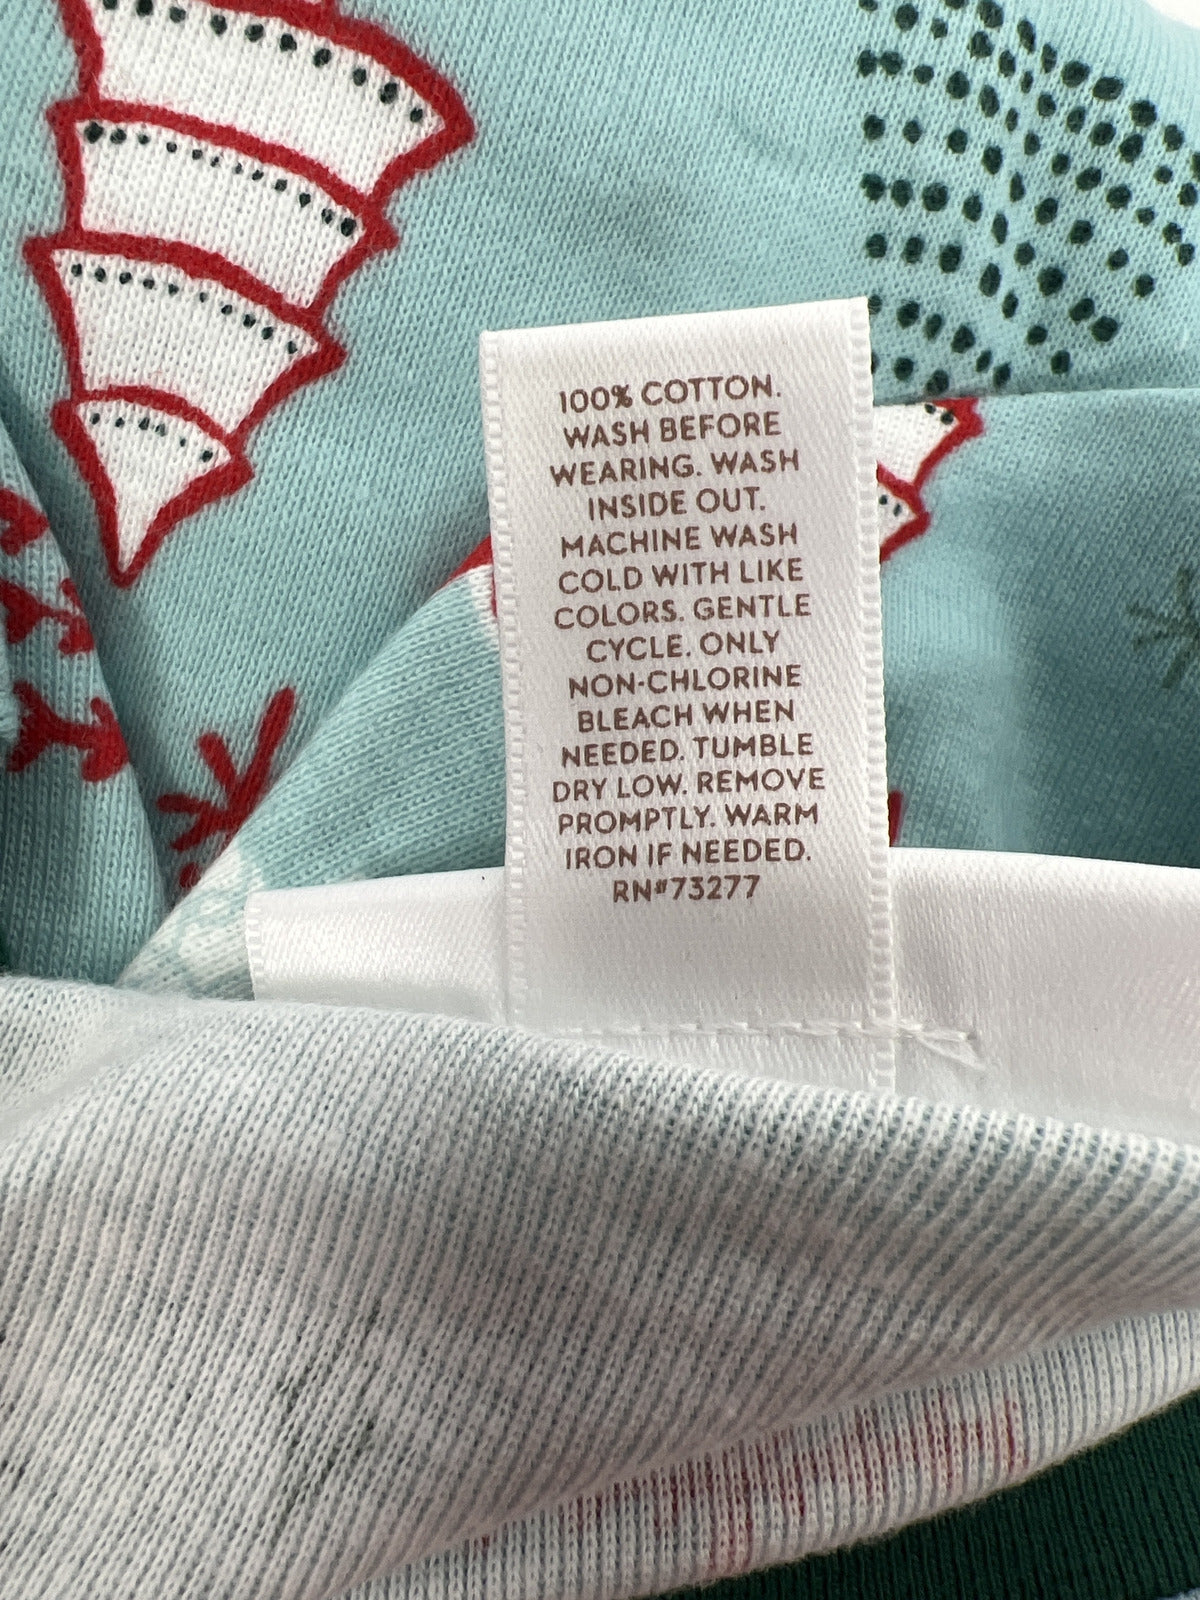 100% COTTON.
WASH BEFORE
WEARING. WASH
INSIDE OUT.
MACHINE WASH
COLD WITH LIKE
COLORS. GENTLE
CYCLE. ONLY
NON-CHLORINE
BLEACH WHEN
NEEDED. TUMBLE
DRY LOW. REMOVE
PROMPTLY. WARM
IRON IF NEEDED.
RN#73277